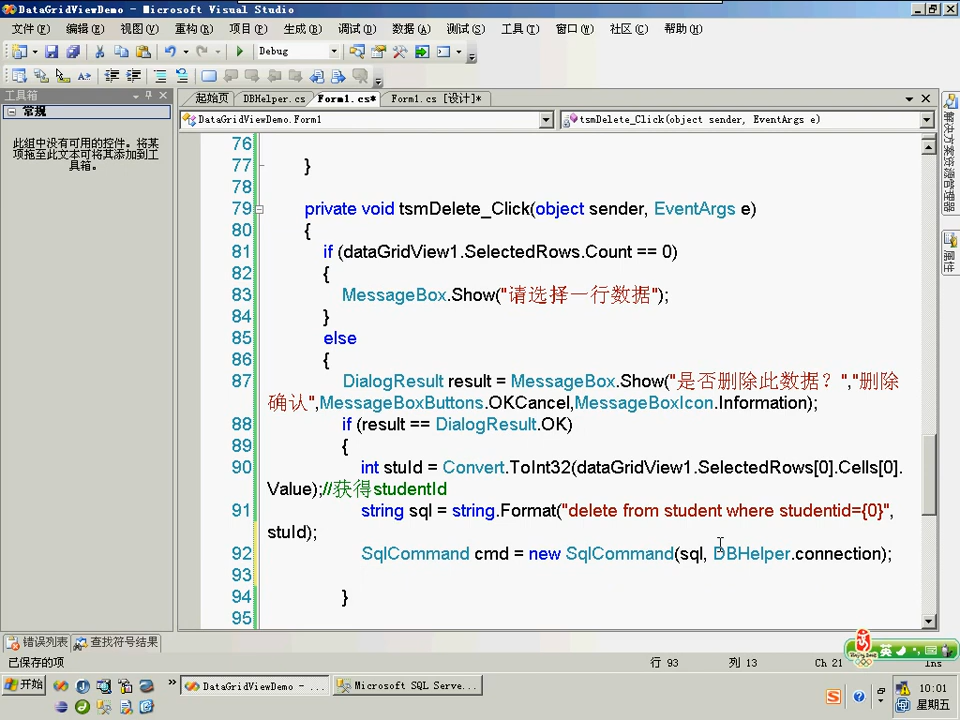 DataGridViewDemo - Microsoft Visual Studio
文件(F) 编辑(E) 视图(V) 重构(R) 项目(P) 生成(B) 调试(D) 数据(A) 测试(S) 工具(T) 窗口(W) 社区(C) 帮助(H)
Debug
工具箱
常规
此组中没有可用的控件。将某
项拖至此文本可将其添加到工
具箱。
起始页 DBHelper.cs Form1.cs* Form1.cs [设计]*
DataGridViewDemo.Form1 tsmDelete_Click(object sender, EventArgs e)
76
77 }
78
79 private void tsmDelete_Click(object sender, EventArgs e)
80 {
81 if (dataGridView1.SelectedRows.Count == 0)
82 {
83 MessageBox.Show("请选择一行数据");
84 }
85 else
86 {
87 DialogResult result = MessageBox.Show("是否删除此数据？","删除
确认",MessageBoxButtons.OKCancel,MessageBoxIcon.Information);
88 if (result == DialogResult.OK)
89 {
90 int stuId = Convert.ToInt32(dataGridView1.SelectedRows[0].Cells[0].
Value);//获得studentId
91 string sql = string.Format("delete from student where studentid={0}",
stuId);
92 SqlCommand cmd = new SqlCommand(sql, DBHelper.connection);
93
94 }
95
解决方案资源管理器
属性
错误列表 查找符号结果
已保存的项 行 93 列 13 Ch 21 Ins
英
开始 DataGridViewDemo - ... Microsoft SQL Serve...
10:01
星期五